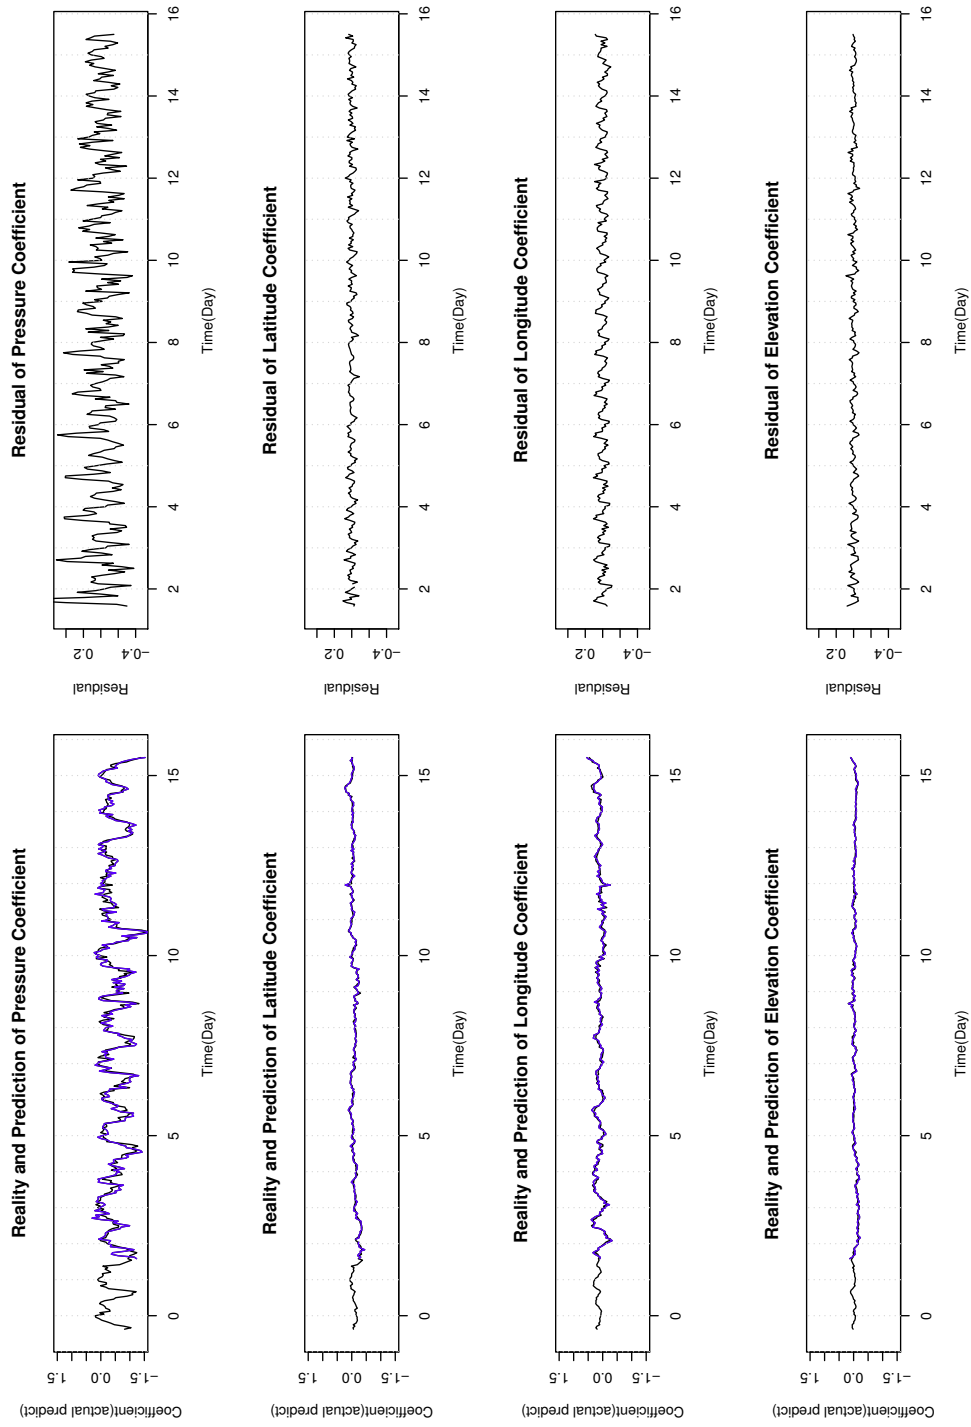 Reality and Prediction of Pressure Coefficient
Coefficient(actual predict)
1.5
0.0
−1.5
0 5 10 15
Time(Day)
Residual of Pressure Coefficient
Residual
0.2
−0.4
2 4 6 8 10 12 14 16
Time(Day)
Reality and Prediction of Latitude Coefficient
Coefficient(actual predict)
1.5
0.0
−1.5
0 5 10 15
Time(Day)
Residual of Latitude Coefficient
Residual
0.2
−0.4
2 4 6 8 10 12 14 16
Time(Day)
Reality and Prediction of Longitude Coefficient
Coefficient(actual predict)
1.5
0.0
−1.5
0 5 10 15
Time(Day)
Residual of Longitude Coefficient
Residual
0.2
−0.4
2 4 6 8 10 12 14 16
Time(Day)
Reality and Prediction of Elevation Coefficient
Coefficient(actual predict)
1.5
0.0
−1.5
0 5 10 15
Time(Day)
Residual of Elevation Coefficient
Residual
0.2
−0.4
2 4 6 8 10 12 14 16
Time(Day)